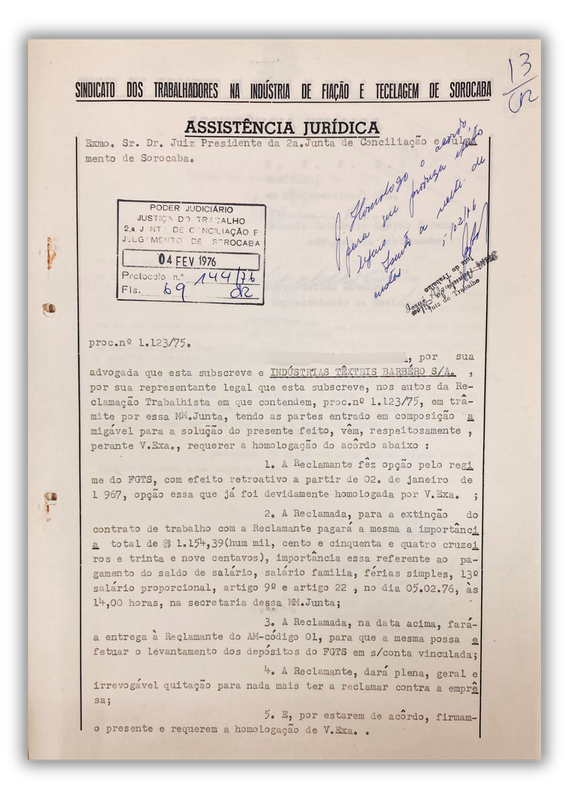 13
SINDICATO DOS TRABALHADORES NA INDÚSTRIA DE FIAÇÃO E TECELAGEM DE SOROCABA
ASSISTÊNCIA JURÍDICA
Exmo. Sr. Dr. Juiz Presidente da 2a.Junta de Conciliação e Julga
mento de Sorocaba.
Homologo o acordo
para que produza
legais
Juiz do Trabalho
PODER JUDICIÁRIO
JUSTIÇA DO TRABALHO
2.a JUNTA DE CONCILIAÇÃO E
JULGAMENTO DE SOROCABA
04 FEV 1976
Protocolo n.º 144/76
Fls. 69
proc.nº 1.123/75.
, por sua
advogada que esta subscreve e INDÚSTRIAS TÊXTEIS BARBÉRO S/A. ,
por sua representante legal que esta subscreve, nos autos da Re-
clamação Trabalhista em que contendem, proc.nº 1.123/75, em trâ-
mite por essa MM.Junta, tendo as partes entrado em composição a
migável para a solução do presente feito, vêm, respeitosamente ,
perante V.Exa., requerer a homologação do acôrdo abaixo :
1. A Reclamante fêz opção pelo regi
me do FGTS, com efeito retroativo a partir de 02. de janeiro de
1 967, opção essa que já foi devidamente homologada por V.Exa. ;
2. A Reclamada, para a extinção do
contrato de trabalho com a Reclamante pagará a mesma a importânci
a total de 1.154,39(hum mil, cento e cinquenta e quatro cruzei
ros e trinta e nove centavos), importância essa referente ao pa-
gamento do saldo de salário, salário familia, férias simples, 13º
salário proporcional, artigo 9º e artigo 22 , no dia 05.02.76, às
14,00 horas, na secretaria dessa MM.Junta;
3. A Reclamada, na data acima, fará-
a entrega à Reclamante do AM-código 01, para que a mesma possa e
fetuar o levantamento dos depósitos do FGTS em s/conta vinculada;
4. A Reclamante, dará plena, geral e
irrevogável quitação para nada mais ter a reclamar contra a emprê
sa;
5. E, por estarem de acôrdo, firmam-
o presente e requerem a homologação de V.Exa. .